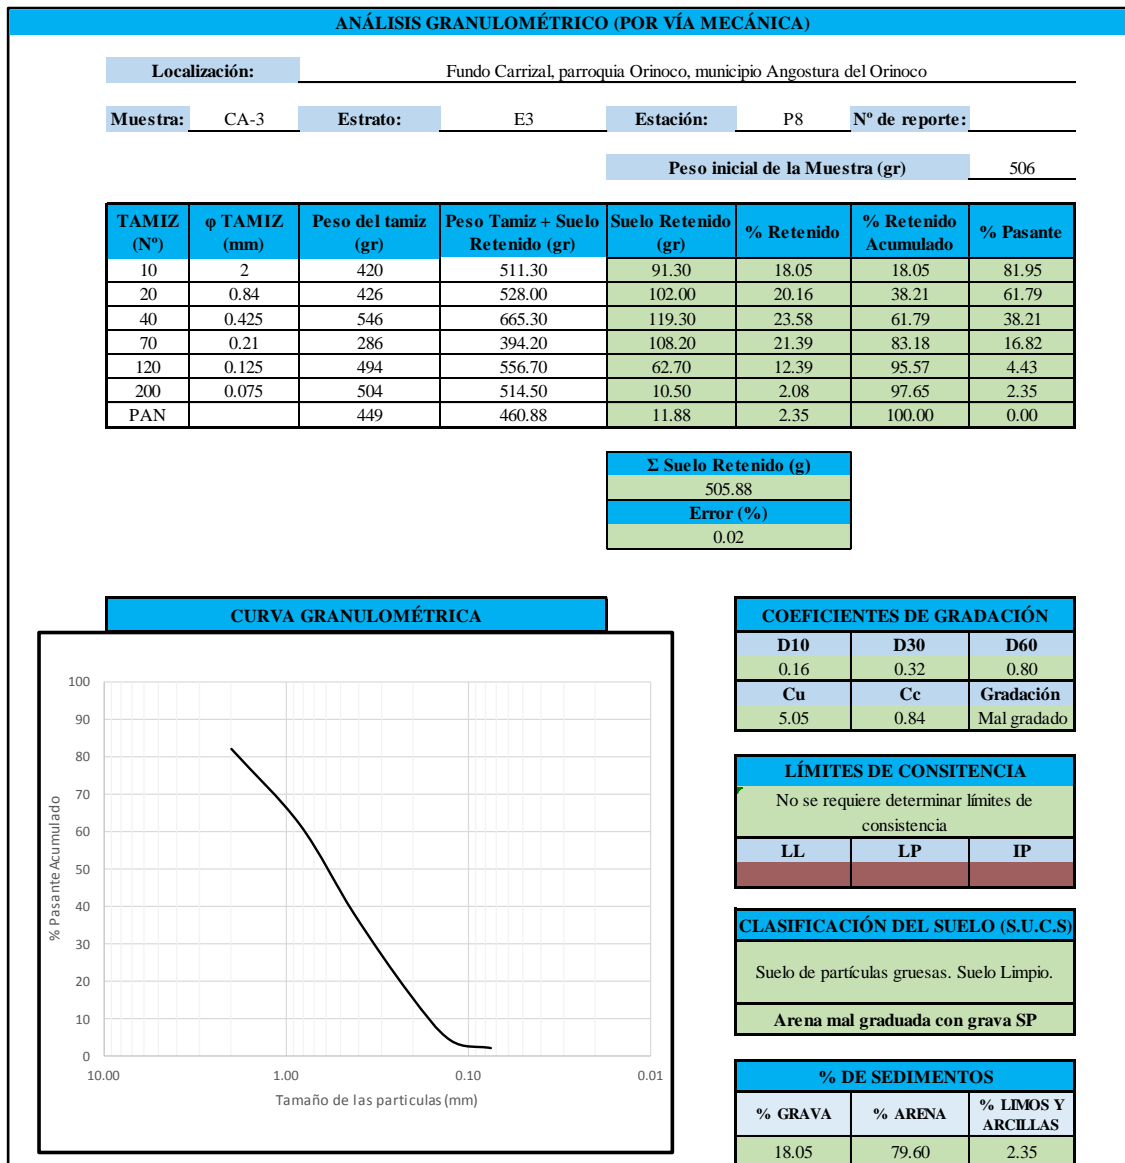 ANÁLISIS GRANULOMÉTRICO (POR VÍA MECÁNICA)
Localización: Fundo Carrizal, parroquia Orinoco, municipio Angostura del Orinoco
Muestra: CA-3 Estrato: E3 Estación: P8 Nº de reporte:
Peso inicial de la Muestra (gr) 506
TAMIZ (Nº) φ TAMIZ (mm) Peso del tamiz (gr) Peso Tamiz + Suelo Retenido (gr) Suelo Retenido (gr) % Retenido % Retenido Acumulado % Pasante
10 2 420 511.30 91.30 18.05 18.05 81.95
20 0.84 426 528.00 102.00 20.16 38.21 61.79
40 0.425 546 665.30 119.30 23.58 61.79 38.21
70 0.21 286 394.20 108.20 21.39 83.18 16.82
120 0.125 494 556.70 62.70 12.39 95.57 4.43
200 0.075 504 514.50 10.50 2.08 97.65 2.35
PAN 449 460.88 11.88 2.35 100.00 0.00
Σ Suelo Retenido (g)
505.88
Error (%)
0.02
CURVA GRANULOMÉTRICA
100
90
80
70
60
50
40
30
20
10
0
10.00 1.00 0.10 0.01
% Pasante Acumulado
Tamaño de las particulas (mm)
COEFICIENTES DE GRADACIÓN
D10 D30 D60
0.16 0.32 0.80
Cu Cc Gradación
5.05 0.84 Mal gradado
LÍMITES DE CONSITENCIA
No se requiere determinar límites de
consistencia
LL LP IP
CLASIFICACIÓN DEL SUELO (S.U.C.S)
Suelo de partículas gruesas. Suelo Limpio.
Arena mal graduada con grava SP
% DE SEDIMENTOS
% GRAVA % ARENA % LIMOS Y ARCILLAS
18.05 79.60 2.35